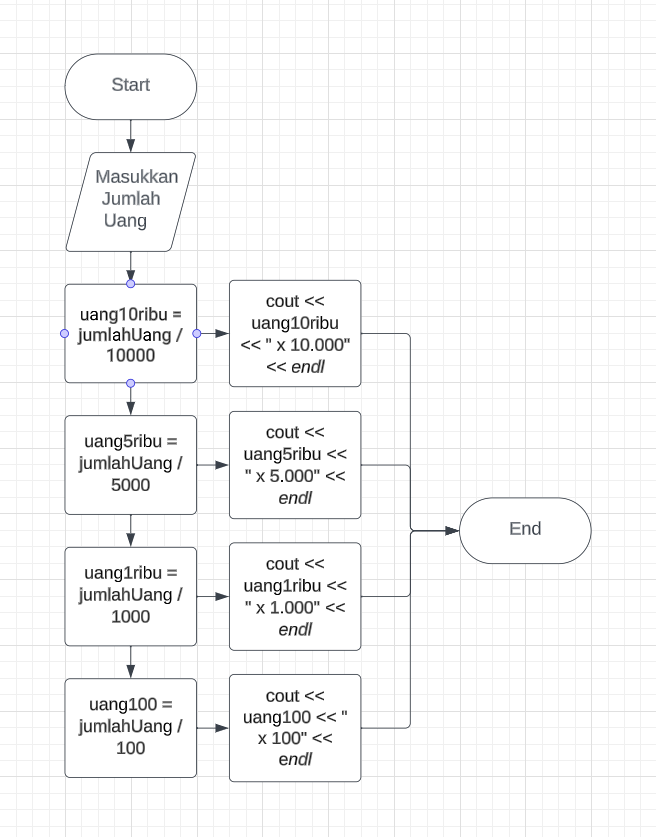 Start
Masukkan
Jumlah
Uang
uang10ribu =
jumlahUang /
10000
cout <<
uang10ribu
<< " x 10.000"
<< endl
uang5ribu =
jumlahUang /
5000
cout <<
uang5ribu <<
" x 5.000" <<
endl
End
uang1ribu =
jumlahUang /
1000
cout <<
uang1ribu <<
" x 1.000" <<
endl
uang100 =
jumlahUang /
100
cout <<
uang100 << "
x 100" <<
endl